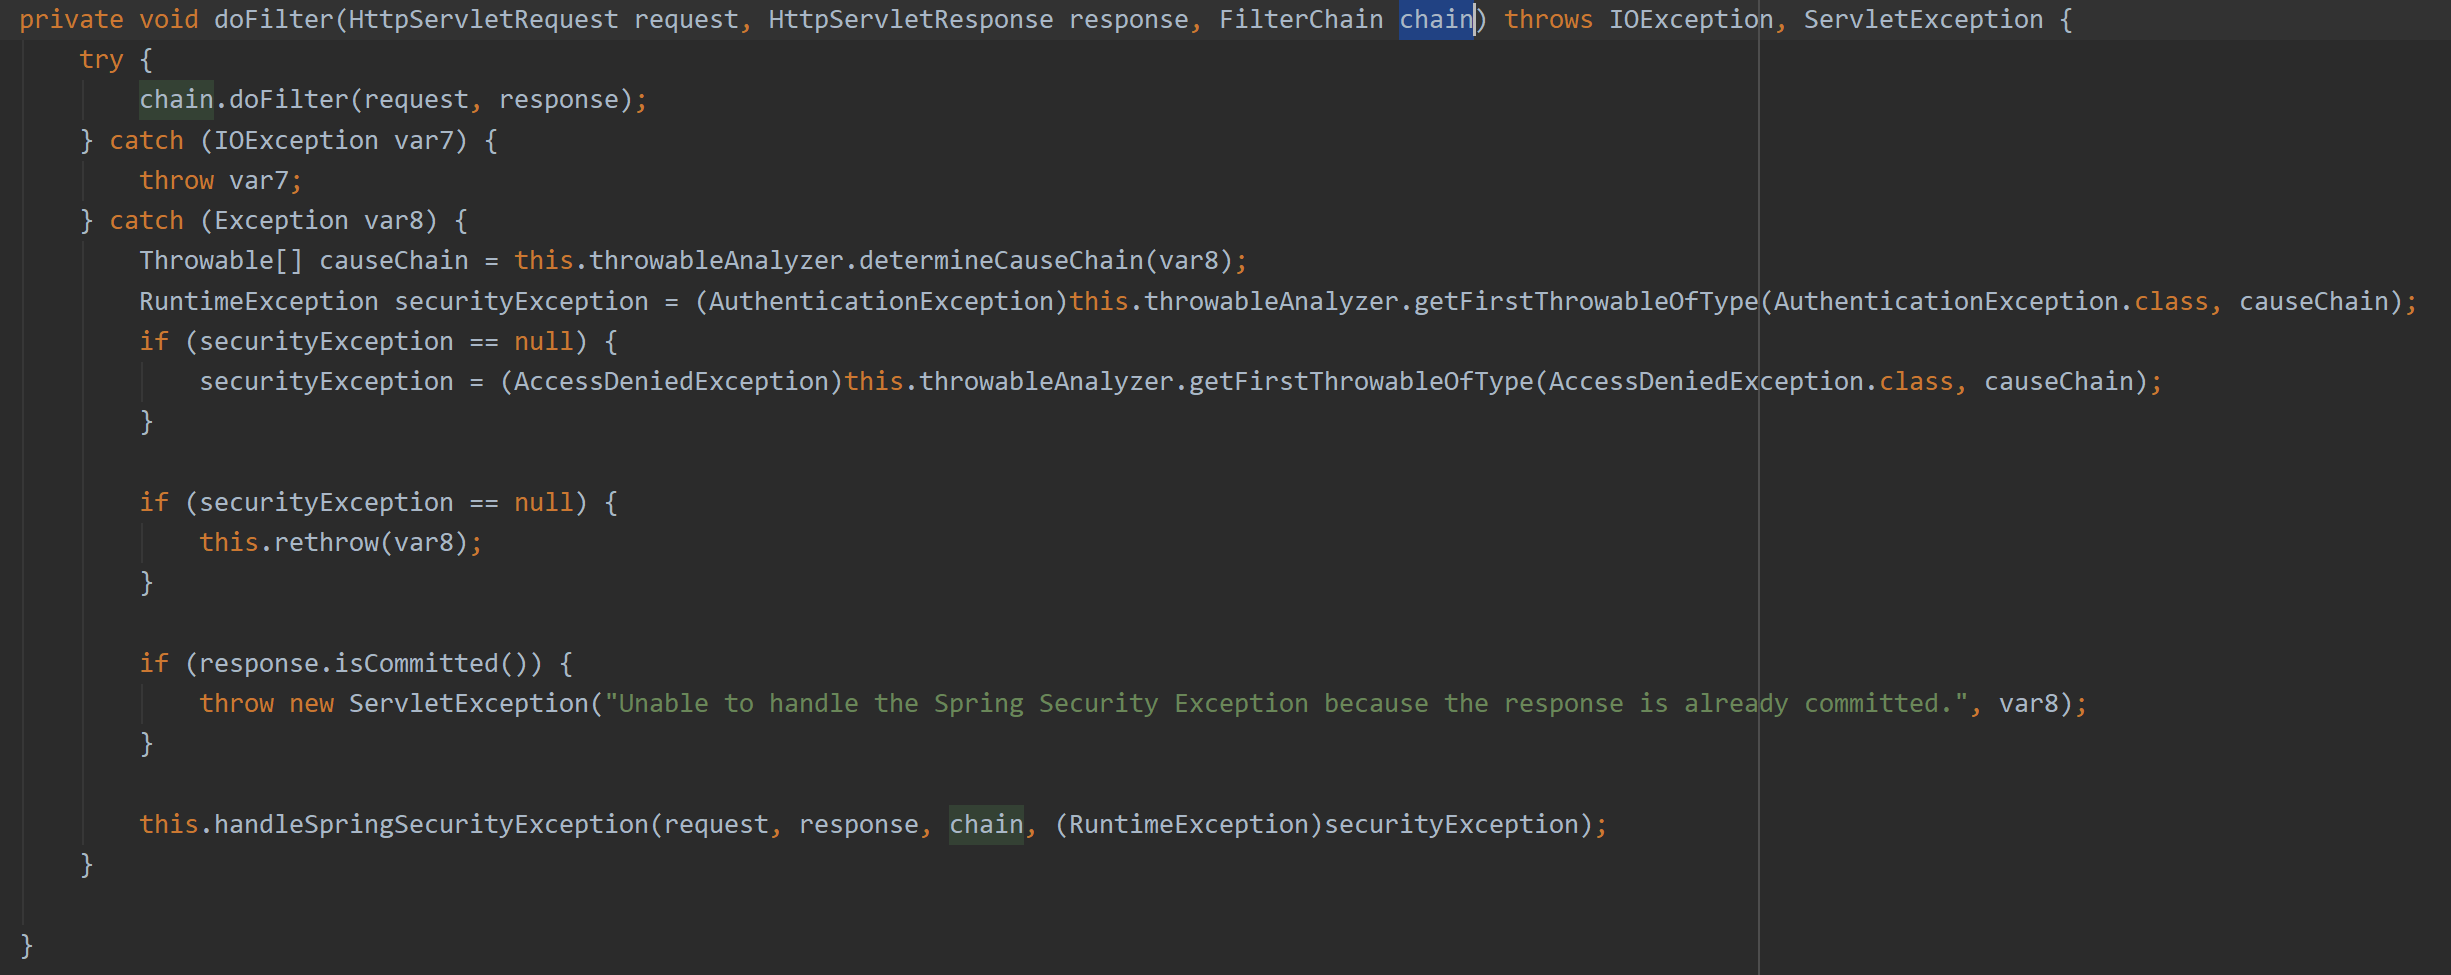 private void doFilter(HttpServletRequest request, HttpServletResponse response, FilterChain chain) throws IOException, ServletException {
    try {
        chain.doFilter(request, response);
    } catch (IOException var7) {
        throw var7;
    } catch (Exception var8) {
        Throwable[] causeChain = this.throwableAnalyzer.determineCauseChain(var8);
        RuntimeException securityException = (AuthenticationException)this.throwableAnalyzer.getFirstThrowableOfType(AuthenticationException.class, causeChain);
        if (securityException == null) {
            securityException = (AccessDeniedException)this.throwableAnalyzer.getFirstThrowableOfType(AccessDeniedException.class, causeChain);
        }

        if (securityException == null) {
            this.rethrow(var8);
        }

        if (response.isCommitted()) {
            throw new ServletException("Unable to handle the Spring Security Exception because the response is already committed.", var8);
        }

        this.handleSpringSecurityException(request, response, chain, (RuntimeException)securityException);
    }

}